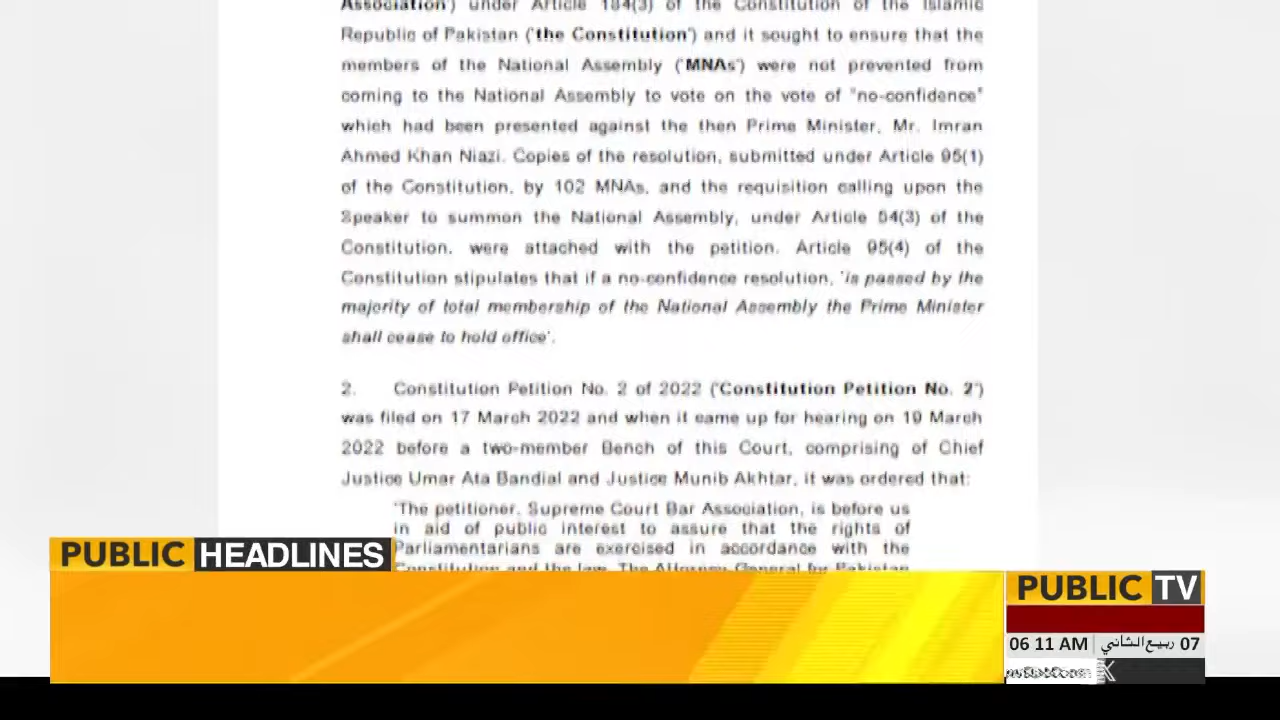 Association') under Article 184(3) of the Constitution of the Islamic
Republic of Pakistan ('the Constitution') and it sought to ensure that the
members of the National Assembly ('MNAs') were not prevented from
coming to the National Assembly to vote on the vote of "no-confidence"
which had been presented against the then Prime Minister, Mr. Imran
Ahmed Khan Niazi. Copies of the resolution, submitted under Article 95(1)
of the Constitution, by 102 MNAs, and the requisition calling upon the
Speaker to summon the National Assembly, under Article 54(3) of the
Constitution, were attached with the petition. Article 95(4) of the
Constitution stipulates that if a no-confidence resolution, 'is passed by the
majority of total membership of the National Assembly the Prime Minister
shall cease to hold office'.
2. Constitution Petition No. 2 of 2022 ('Constitution Petition No. 2')
was filed on 17 March 2022 and when it came up for hearing on 19 March
2022 before a two-member Bench of this Court, comprising of Chief
Justice Umar Ata Bandial and Justice Munib Akhtar, it was ordered that:
'The petitioner, Supreme Court Bar Association, is before us
in aid of public interest to assure that the rights of
Parliamentarians are exercised in accordance with the
Constitution and the law. The Attorney General for Pakistan
PUBLIC HEADLINES
PUBLIC TV
06 11 AM
07 ربيع الثاني